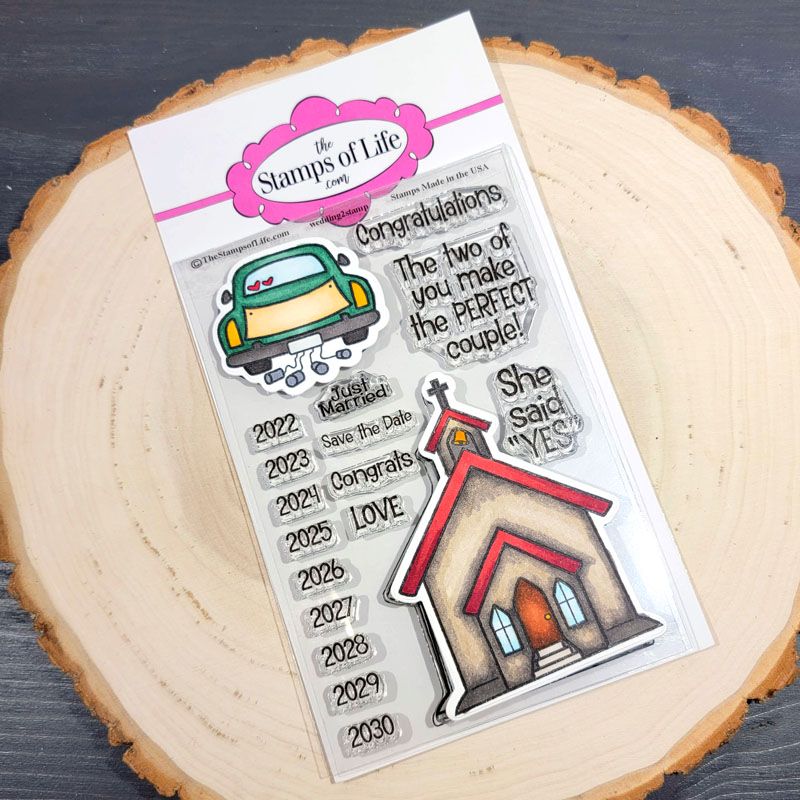 the
Stamps of Life
.com
©TheStampsofLife.com
wedding2stamp
Stamps Made in the USA
Congratulations
The two of
you make
the PERFECT
couple!
Just
Married
Save the Date
Congrats
LOVE
She
said
"YES"
2022
2023
2024
2025
2026
2027
2028
2029
2030